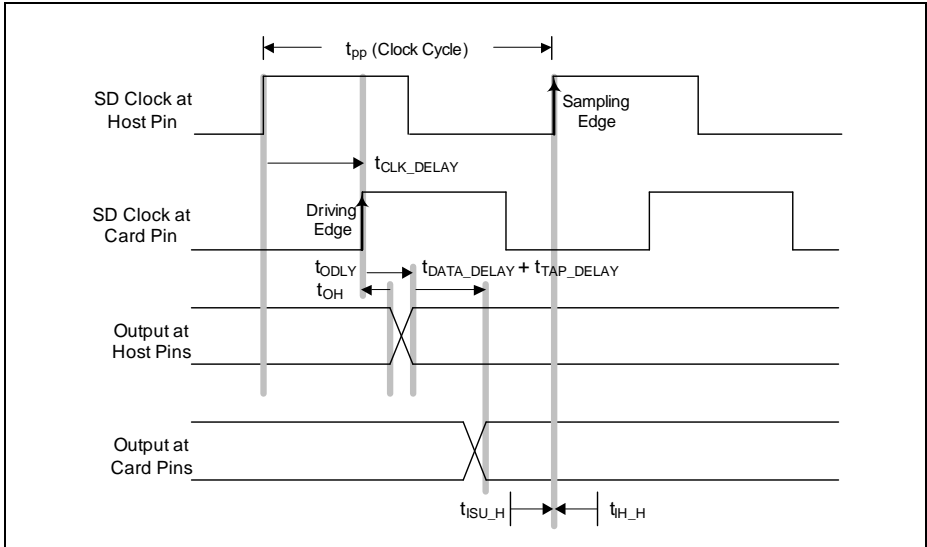 tpp (Clock Cycle)
SD Clock at
Host Pin
Sampling
Edge
tCLK_DELAY
SD Clock at
Card Pin
Driving
Edge
tODLY
tDATA_DELAY + tTAP_DELAY
tOH
Output at
Host Pins
Output at
Card Pins
tISU_H
tIH_H